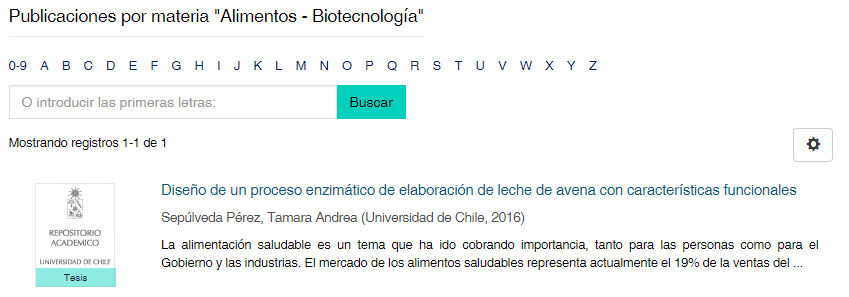 Publicaciones por materia "Alimentos - Biotecnología"
0-9 A B C D E F G H I J K L M N O P Q R S T U V W X Y Z
O introducir las primeras letras:
Buscar
Mostrando registros 1-1 de 1
REPOSITORIO
ACADEMICO
UNIVERSIDAD DE CHILE
Tesis
Diseño de un proceso enzimático de elaboración de leche de avena con características funcionales
Sepúlveda Pérez, Tamara Andrea (Universidad de Chile, 2016)
La alimentación saludable es un tema que ha ido cobrando importancia, tanto para las personas como para el
Gobierno y las industrias. El mercado de los alimentos saludables representa actualmente el 19% de la ventas del ...